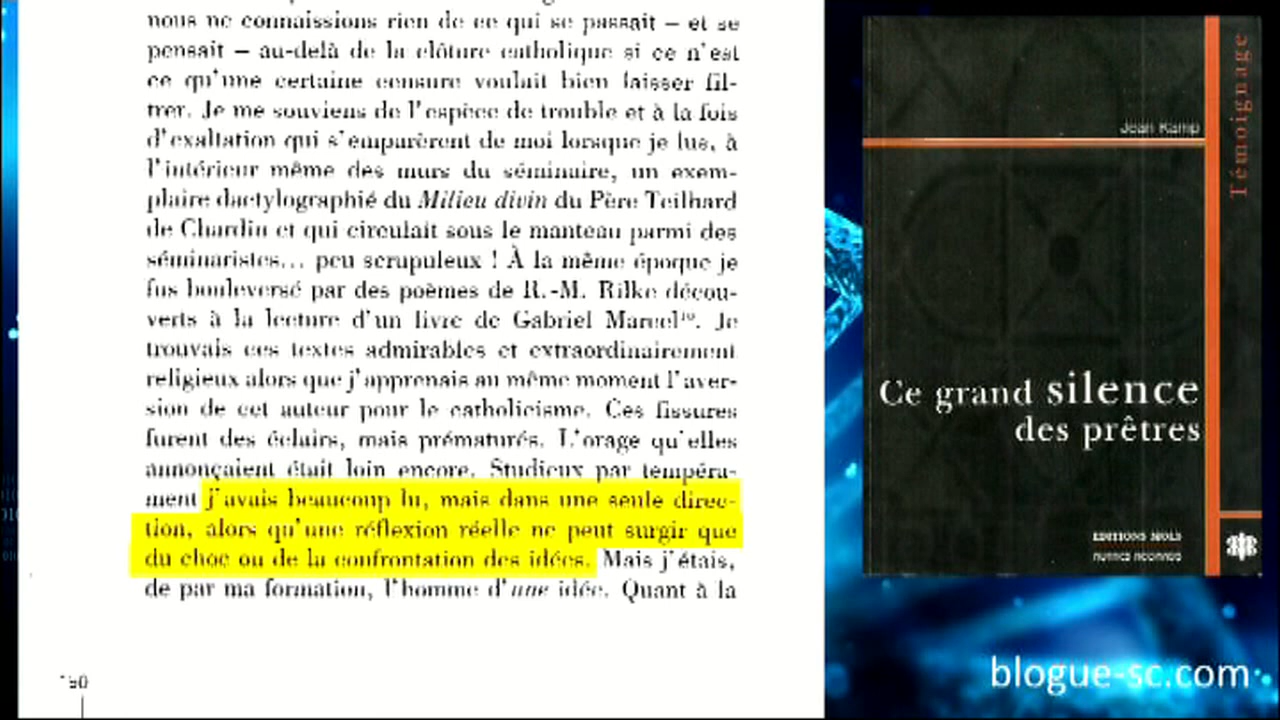 nous ne connaissions rien de ce qui se passait – et se
pensait – au-delà de la clôture catholique si ce n'est
ce qu'une certaine censure voulait bien laisser fil-
trer. Je me souviens de l'espèce de trouble et à la fois
d'exaltation qui s'emparèrent de moi lorsque je lus, à
l'intérieur même des murs du séminaire, un exem-
plaire dactylographié du Milieu divin du Père Teilhard
de Chardin et qui circulait sous le manteau parmi des
séminaristes... peu scrupuleux ! À la même époque je
fus bouleversé par des poèmes de R.-M. Rilke décou-
verts à la lecture d'un livre de Gabriel Marcel. Je
trouvais ces textes admirables et extraordinairement
religieux alors que j'apprenais au même moment l'aver-
sion de cet auteur pour le catholicisme. Ces fissures
furent des éclairs, mais prématurés. L'orage qu'elles
annonçaient était loin encore. Studieux par tempéra-
ment j'avais beaucoup lu, mais dans une seule direc-
tion, alors qu'une réflexion réelle ne peut surgir que
du choc ou de la confrontation des idées. Mais j'étais,
de par ma formation, l'homme d'une idée. Quant à la
Jean Kamp
Témoignage
Ce grand silence
des prêtres
EDITIONS MOLS
blogue-sc.com